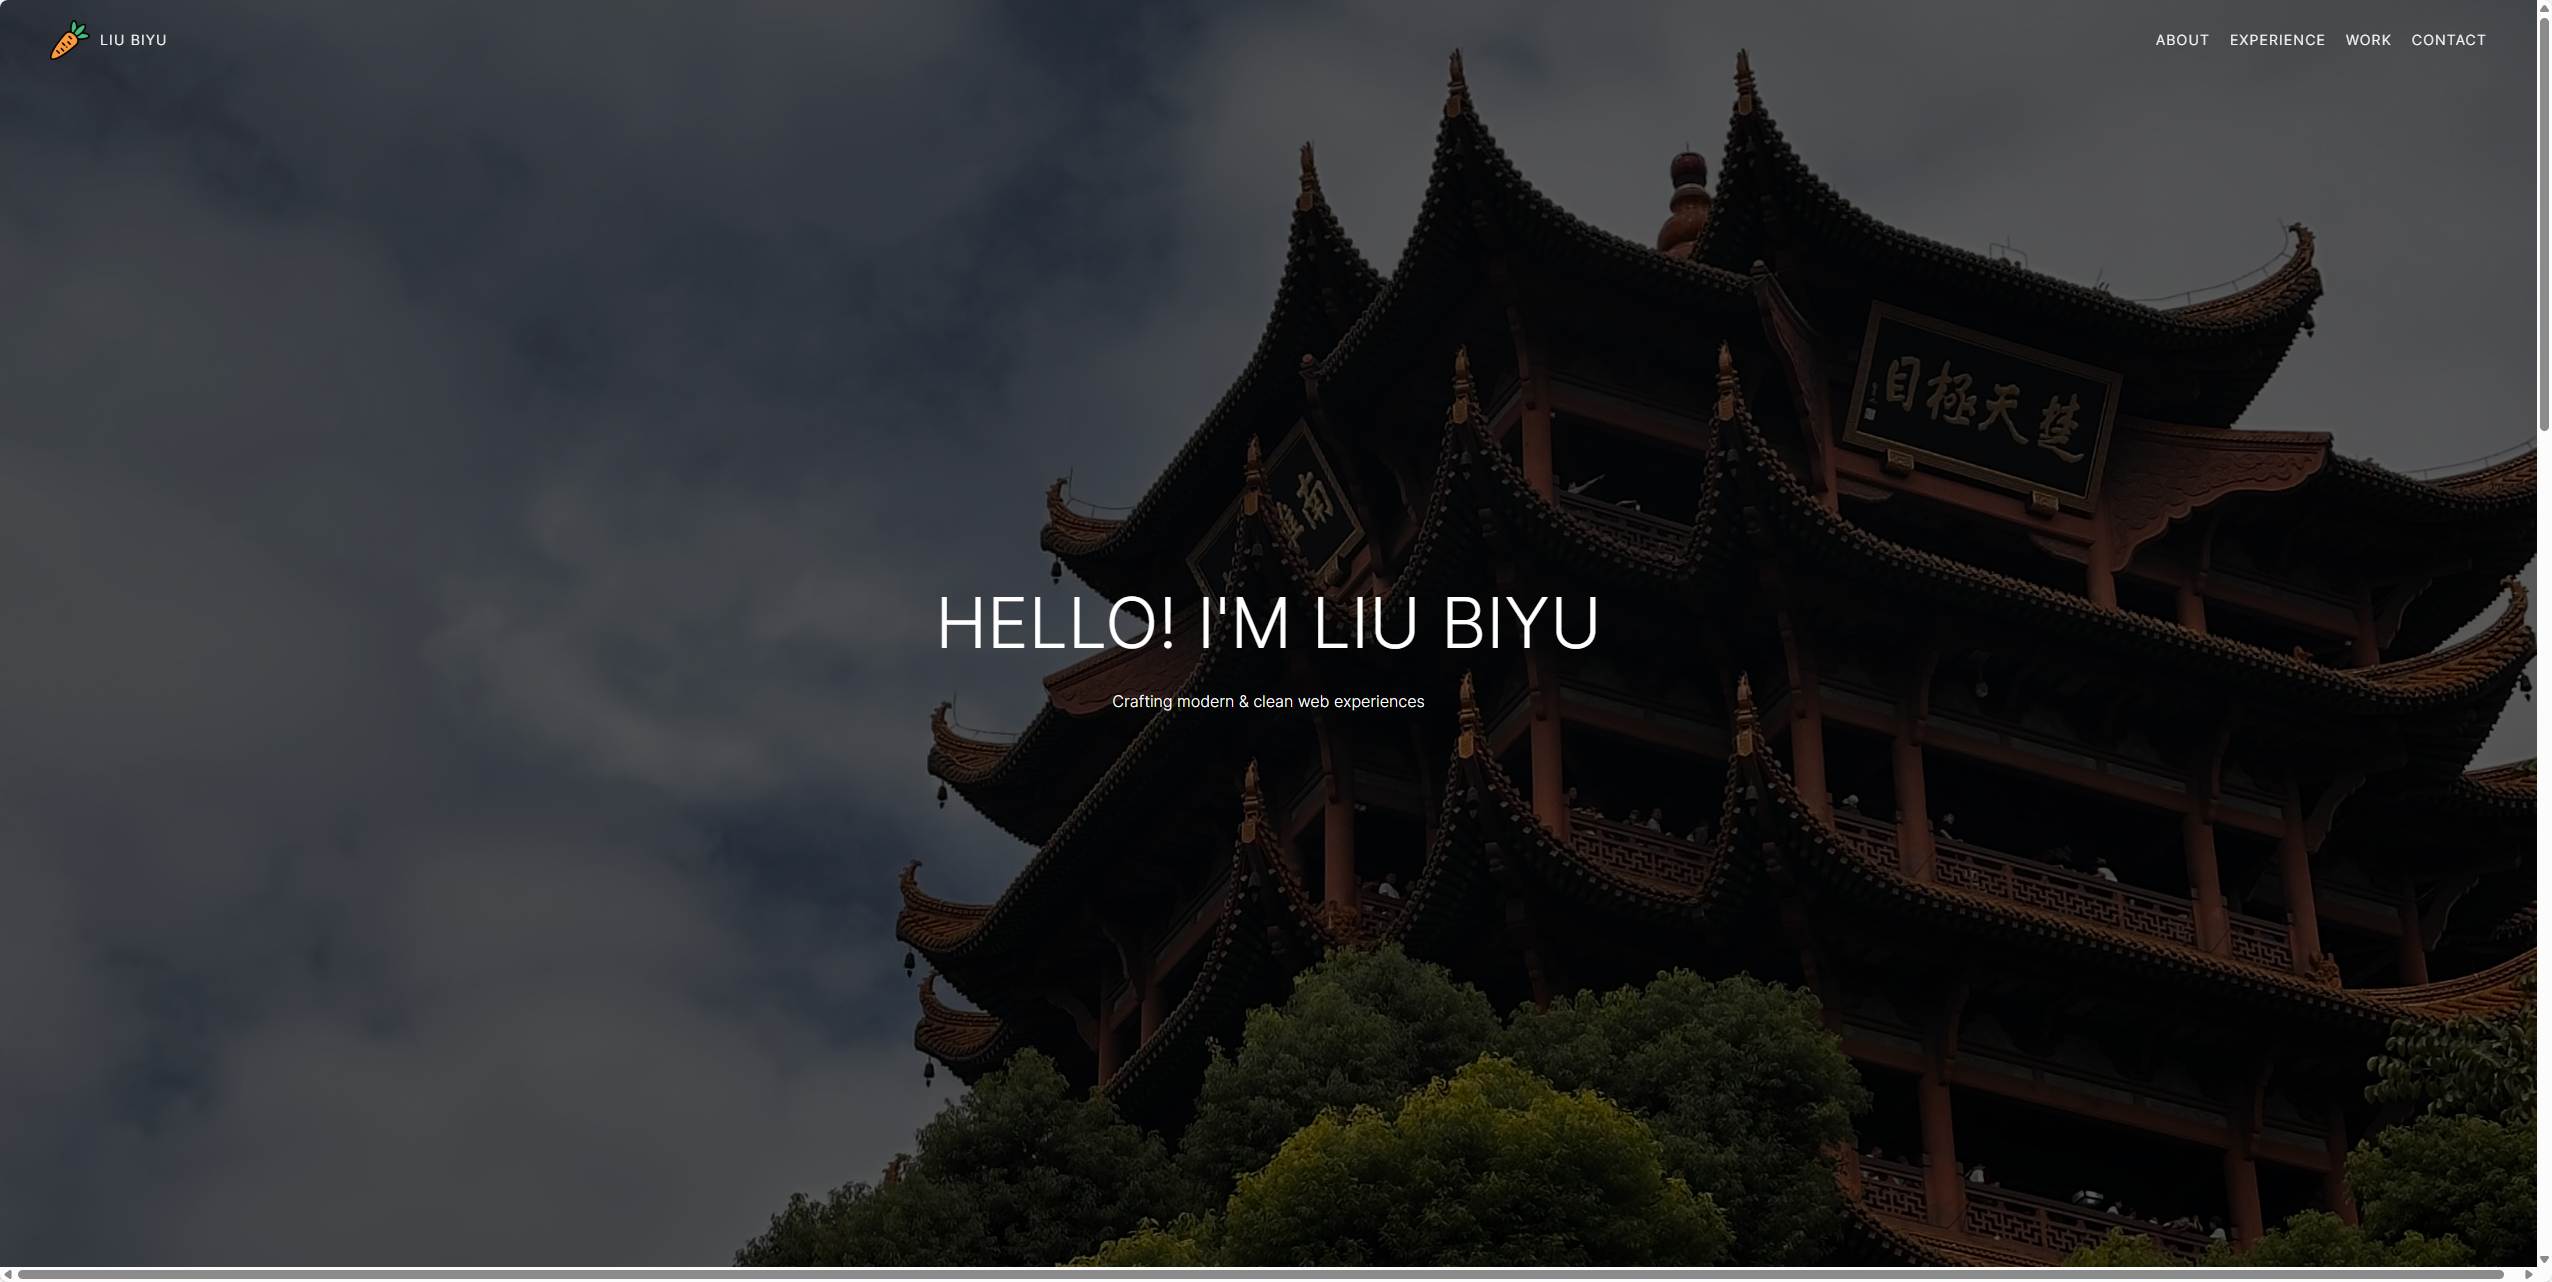 LIU BIYU
ABOUT EXPERIENCE WORK CONTACT
目極天楚
南維
HELLO! I'M LIU BIYU
Crafting modern & clean web experiences